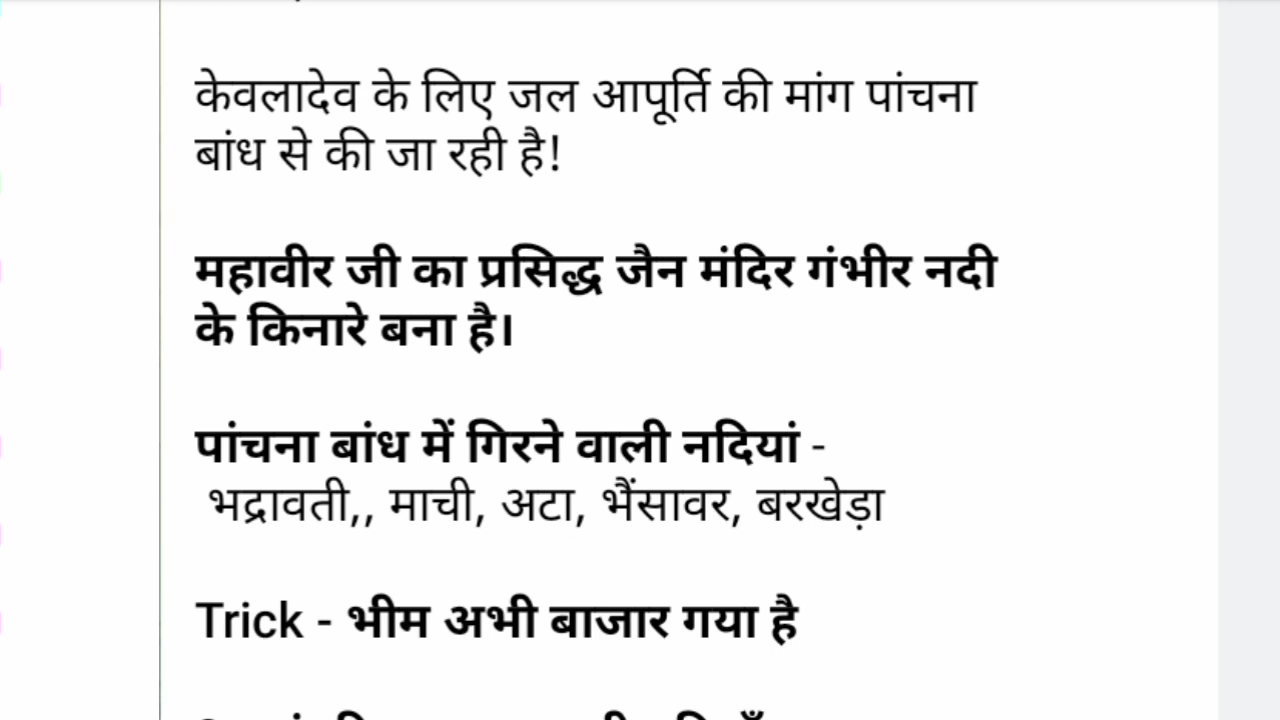 केवलादेव के लिए जल आपूर्ति की मांग पांचना
बांध से की जा रही है!
महावीर जी का प्रसिद्ध जैन मंदिर गंभीर नदी
के किनारे बना है।
पांचना बांध में गिरने वाली नदियां -
भद्रावती,, माची, अटा, भैंसावर, बरखेड़ा
Trick - भीम अभी बाजार गया है